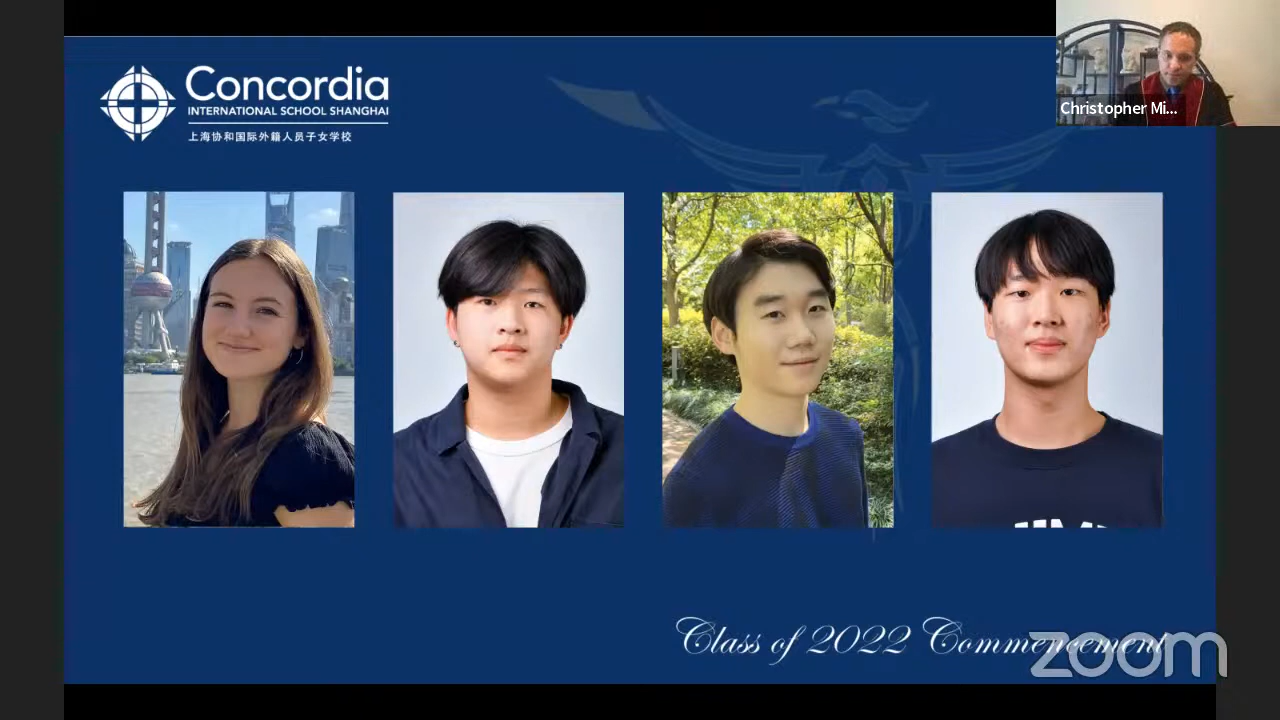 Concordia
INTERNATIONAL SCHOOL SHANGHAI
上海协和国际外籍人员子女学校
Christopher Mi...
Class of 2022 Commencement
zoom